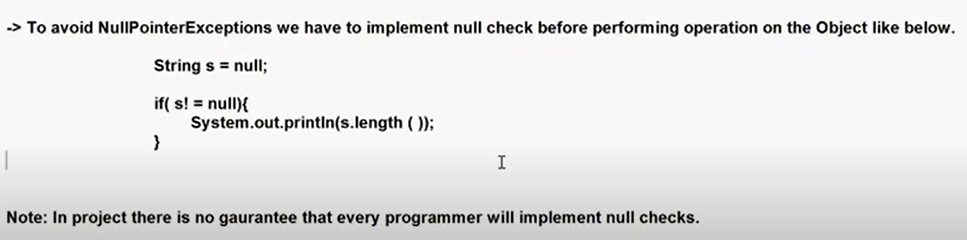 -> To avoid NullPointerExceptions we have to implement null check before performing operation on the Object like below.
String s = null;
if( s! = null){
System.out.println(s.length ( ));
}
Note: In project there is no gaurantee that every programmer will implement null checks.